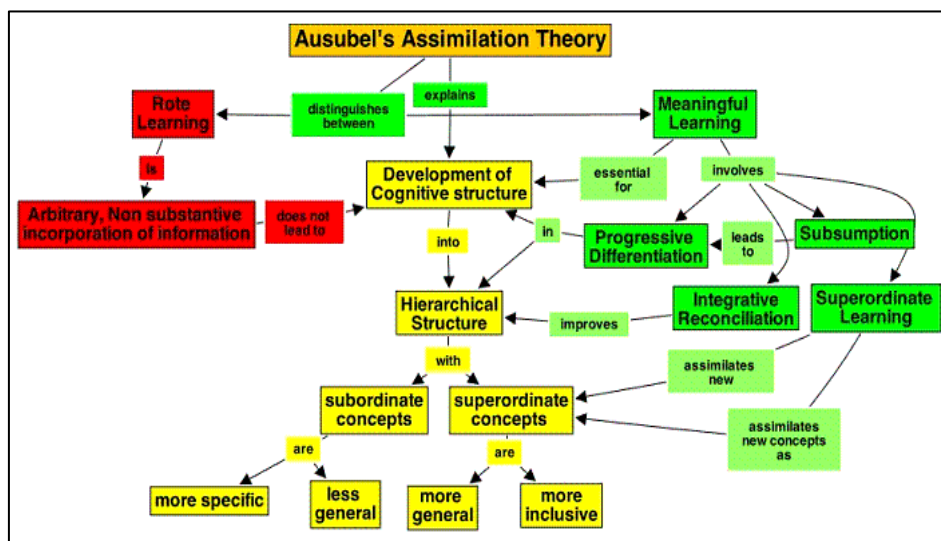 Ausubel's Assimilation Theory
explains
Rote
Learning
distinguishes
between
Meaningful
Learning
is
Development of
Cognitive structure
essential
for
involves
Arbitrary, Non substantive
incorporation of information
does not
lead to
into
in
Progressive
Differentiation
leads
to
Subsumption
Hierarchical
Structure
improves
Integrative
Reconciliation
Superordinate
Learning
with
assimilates
new
subordinate
concepts
superordinate
concepts
assimilates
new concepts
as
are
are
more specific
less
general
more
general
more
inclusive